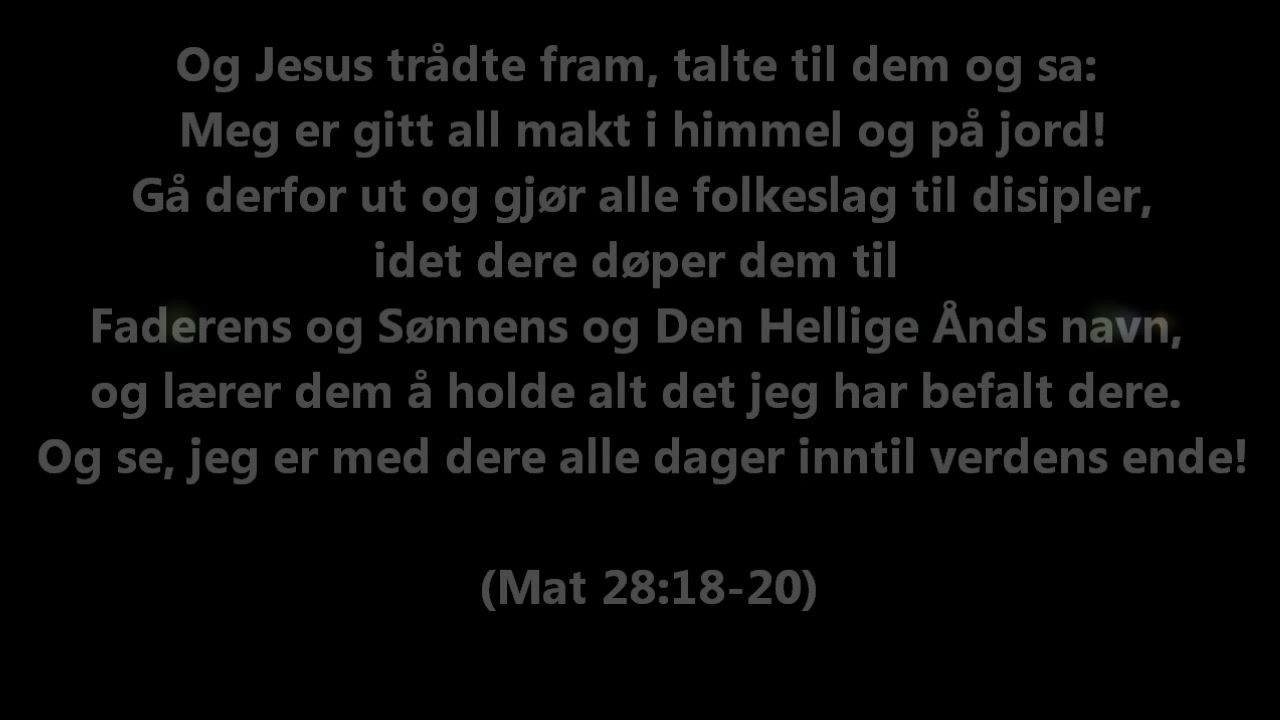 Og Jesus trådte fram, talte til dem og sa:
Meg er gitt all makt i himmel og på jord!
Gå derfor ut og gjør alle folkeslag til disipler,
idet dere døper dem til
Faderens og Sønnens og Den Hellige Ånds navn,
og lærer dem å holde alt det jeg har befalt dere.
Og se, jeg er med dere alle dager inntil verdens ende!
(Mat 28:18-20)